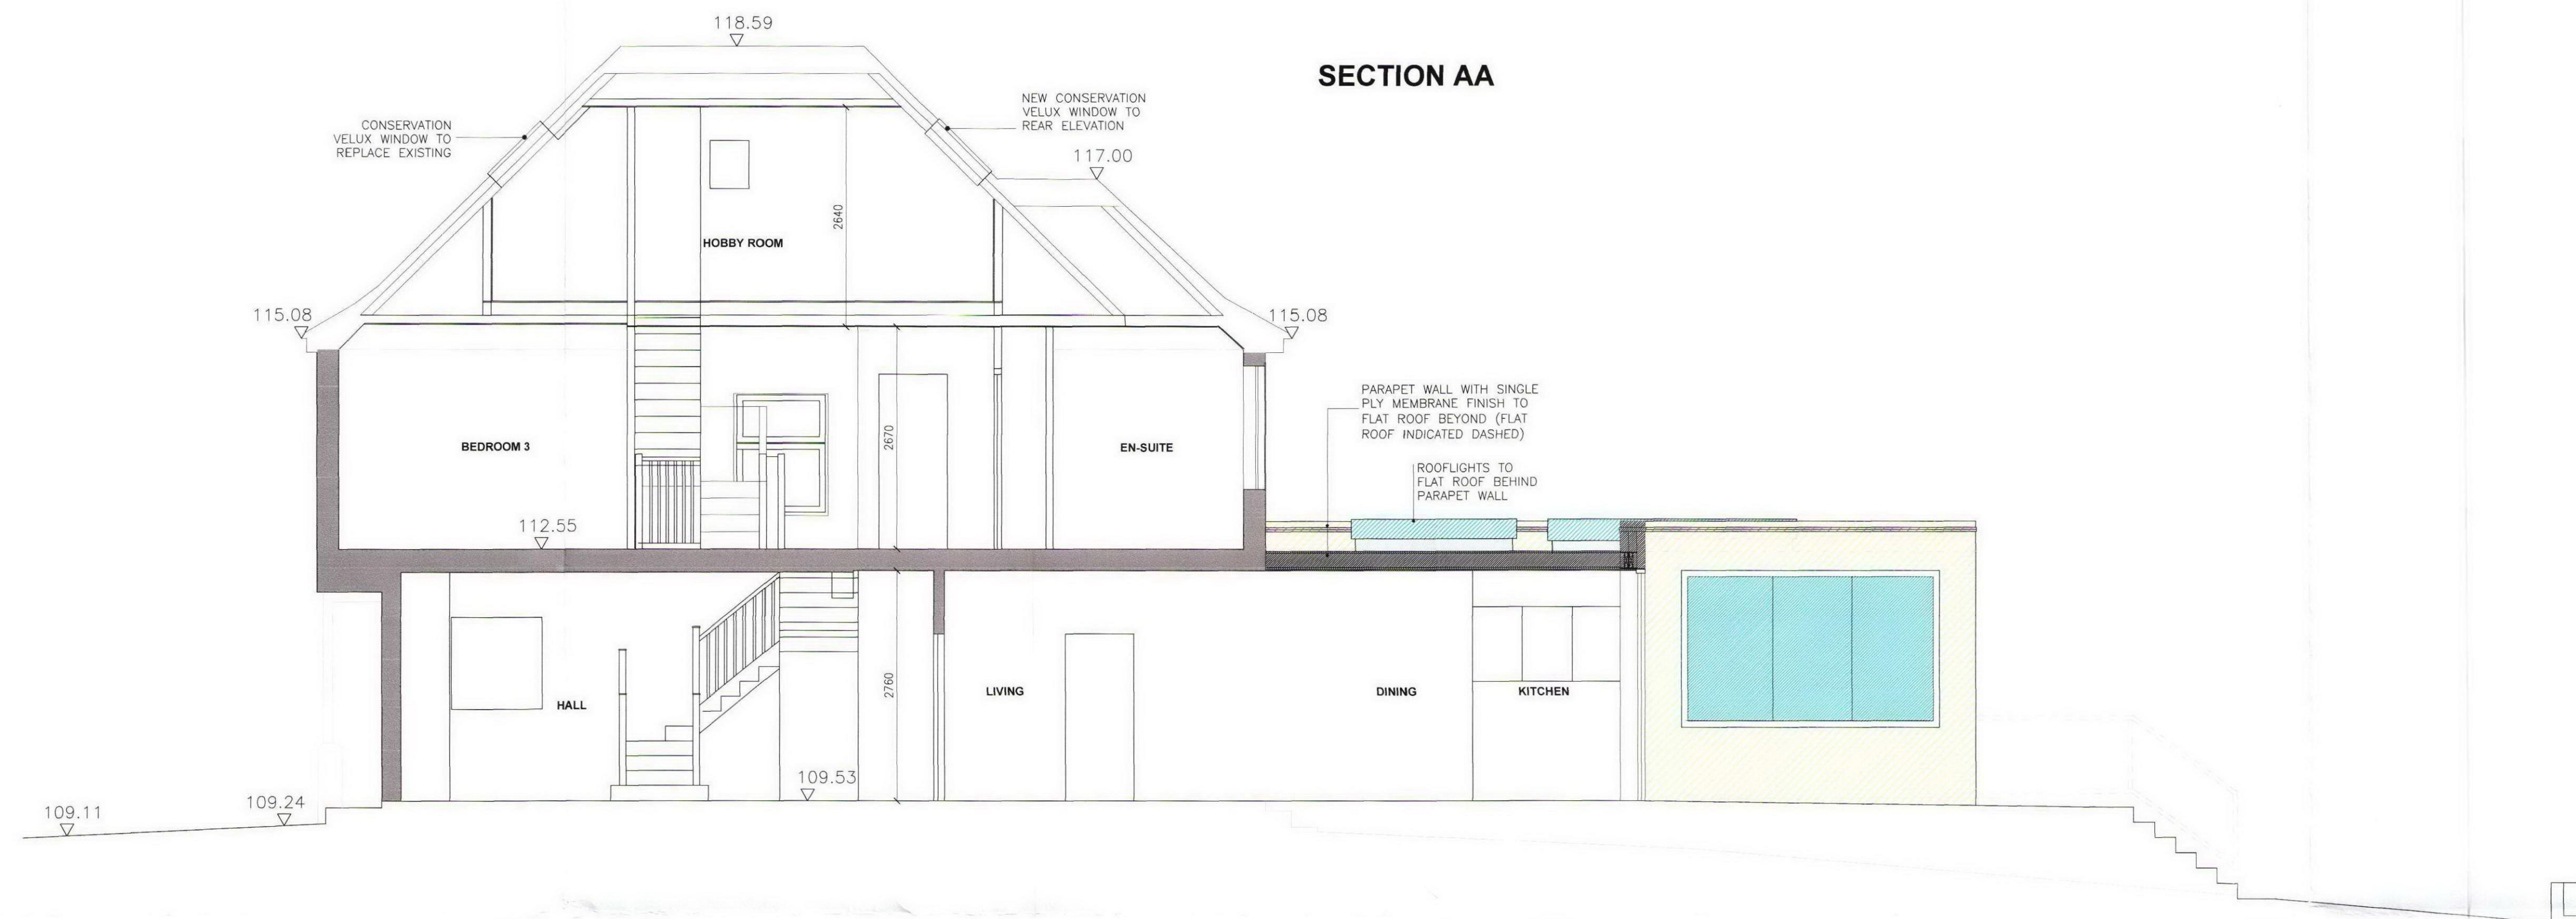 118.59
SECTION AA
CONSERVATION
VELUX WINDOW TO
REPLACE EXISTING
NEW CONSERVATION
VELUX WINDOW TO
REAR ELEVATION
117.00
2640
HOBBY ROOM
115.08
115.08
PARAPET WALL WITH SINGLE
PLY MEMBRANE FINISH TO
FLAT ROOF BEYOND (FLAT
ROOF INDICATED DASHED)
BEDROOM 3
2670
EN-SUITE
ROOFLIGHTS TO
FLAT ROOF BEHIND
PARAPET WALL
112.55
HALL
2760
LIVING
DINING
KITCHEN
109.53
109.24
109.11